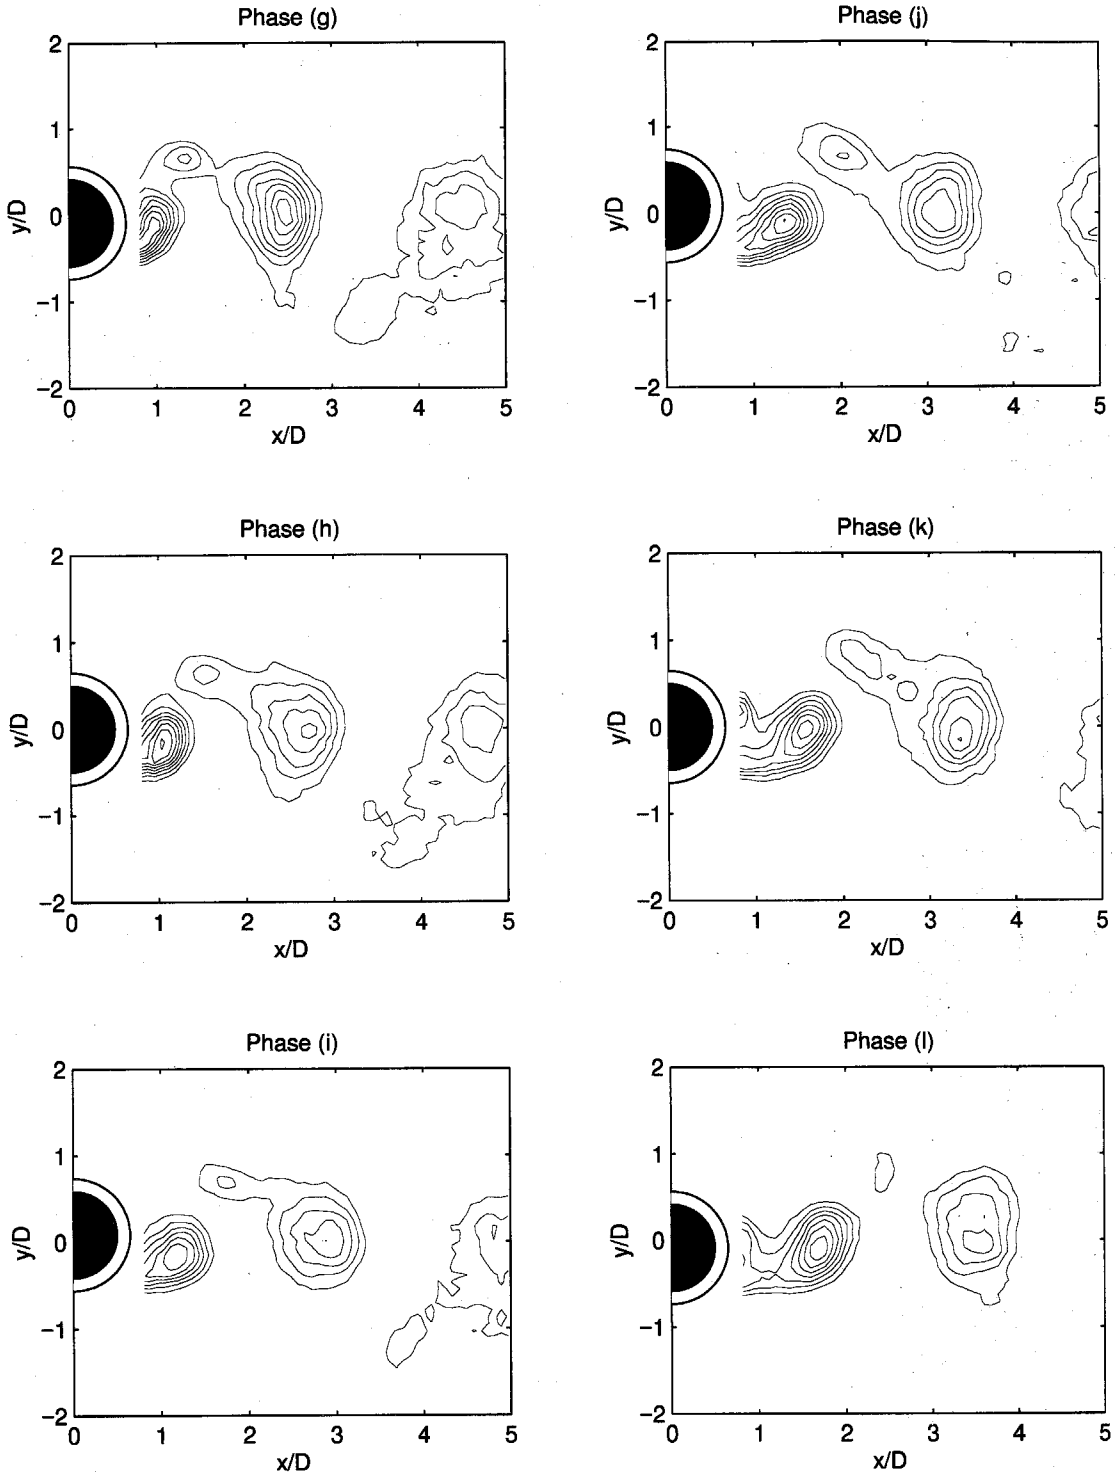 Phase (g)
2
1
0
−1
−2
y/D
0 1 2 3 4 5
x/D
Phase (j)
2
1
0
−1
−2
y/D
0 1 2 3 4 5
x/D
Phase (h)
2
1
0
−1
−2
y/D
0 1 2 3 4 5
x/D
Phase (k)
2
1
0
−1
−2
y/D
0 1 2 3 4 5
x/D
Phase (i)
2
1
0
−1
−2
y/D
0 1 2 3 4 5
x/D
Phase (l)
2
1
0
−1
−2
y/D
0 1 2 3 4 5
x/D